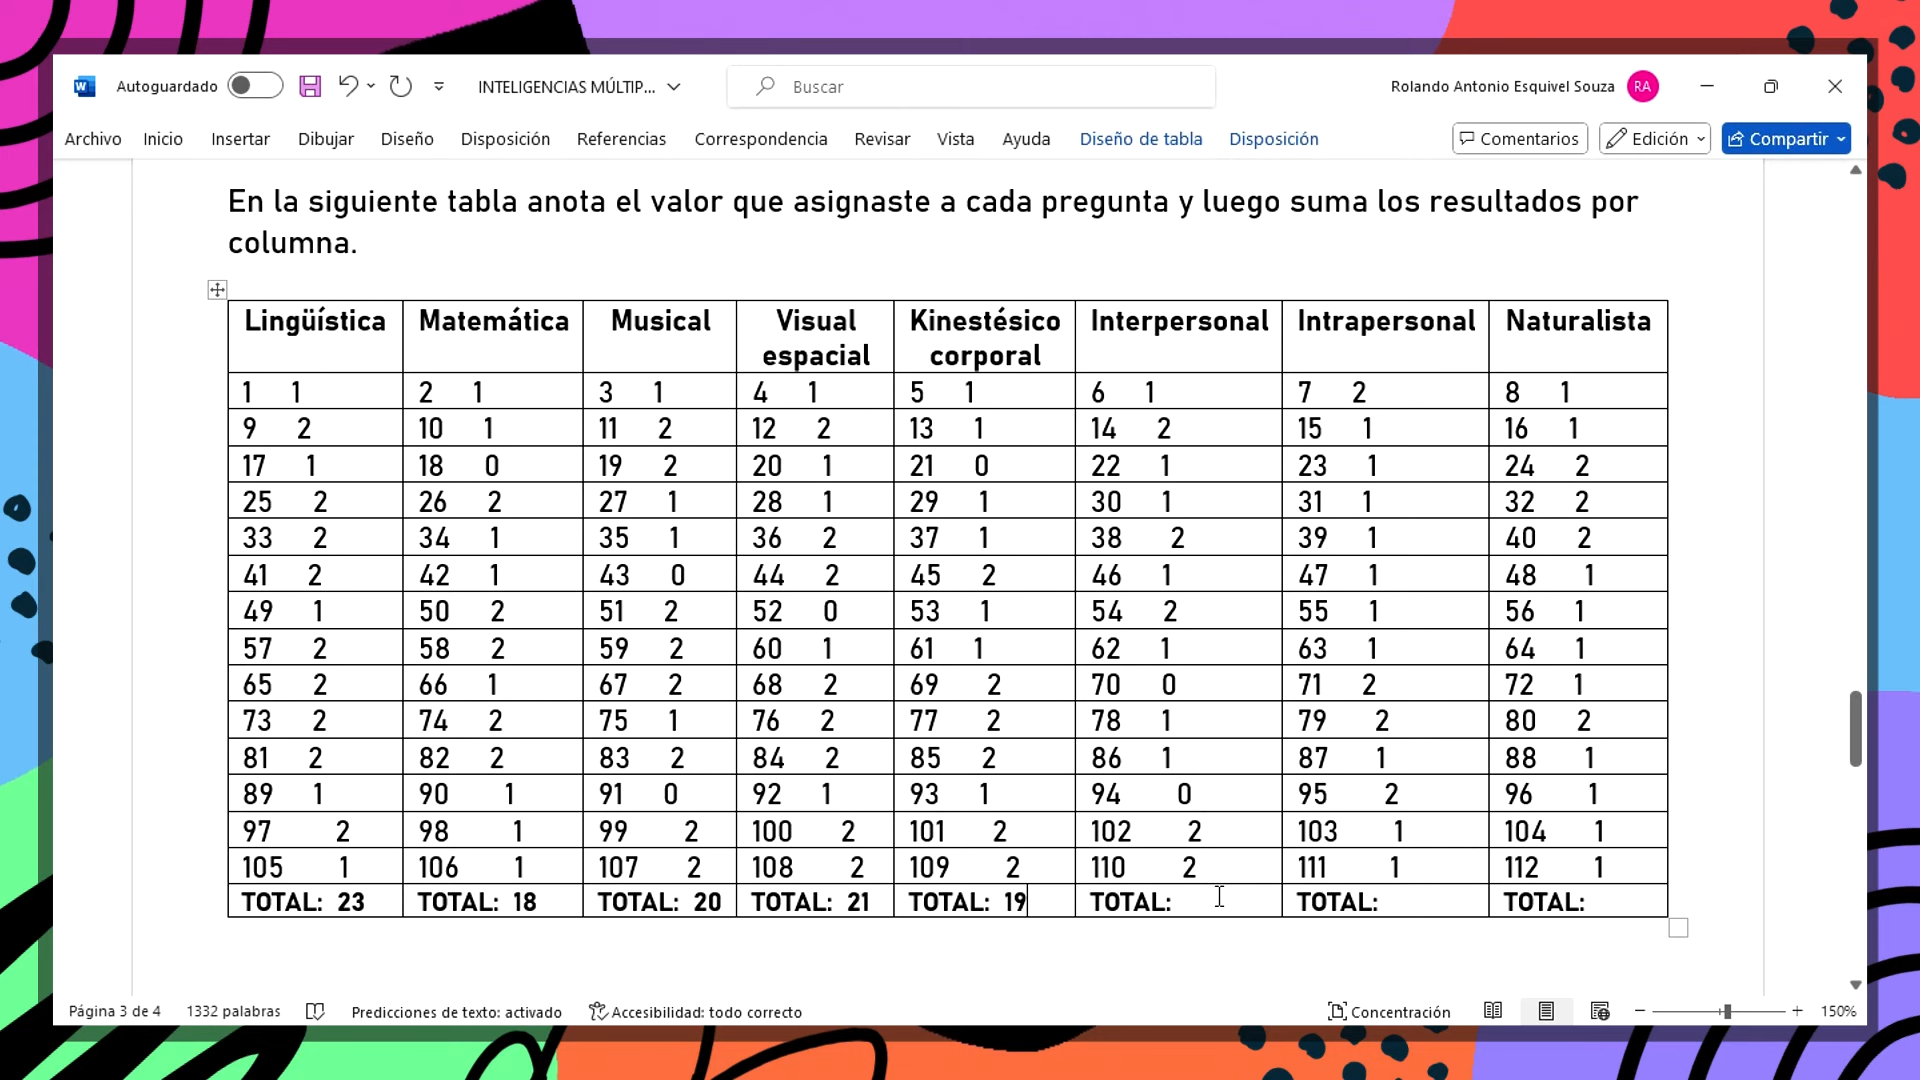 Autoguardado INTELIGENCIAS MÚLTIP... Buscar Rolando Antonio Esquivel Souza RA
Archivo Inicio Insertar Dibujar Diseño Disposición Referencias Correspondencia Revisar Vista Ayuda Diseño de tabla Disposición Comentarios Edición Compartir
En la siguiente tabla anota el valor que asignaste a cada pregunta y luego suma los resultados por
columna.
Lingüística Matemática Musical Visual espacial Kinestésico corporal Interpersonal Intrapersonal Naturalista
1 1 2 1 3 1 4 1 5 1 6 1 7 2 8 1
9 2 10 1 11 2 12 2 13 1 14 2 15 1 16 1
17 1 18 0 19 2 20 1 21 0 22 1 23 1 24 2
25 2 26 2 27 1 28 1 29 1 30 1 31 1 32 2
33 2 34 1 35 1 36 2 37 1 38 2 39 1 40 2
41 2 42 1 43 0 44 2 45 2 46 1 47 1 48 1
49 1 50 2 51 2 52 0 53 1 54 2 55 1 56 1
57 2 58 2 59 2 60 1 61 1 62 1 63 1 64 1
65 2 66 1 67 2 68 2 69 2 70 0 71 2 72 1
73 2 74 2 75 1 76 2 77 2 78 1 79 2 80 2
81 2 82 2 83 2 84 2 85 2 86 1 87 1 88 1
89 1 90 1 91 0 92 1 93 1 94 0 95 2 96 1
97 2 98 1 99 2 100 2 101 2 102 2 103 1 104 1
105 1 106 1 107 2 108 2 109 2 110 2 111 1 112 1
TOTAL: 23 TOTAL: 18 TOTAL: 20 TOTAL: 21 TOTAL: 19 TOTAL: TOTAL: TOTAL:
Página 3 de 4 1332 palabras Predicciones de texto: activado Accesibilidad: todo correcto Concentración 150%